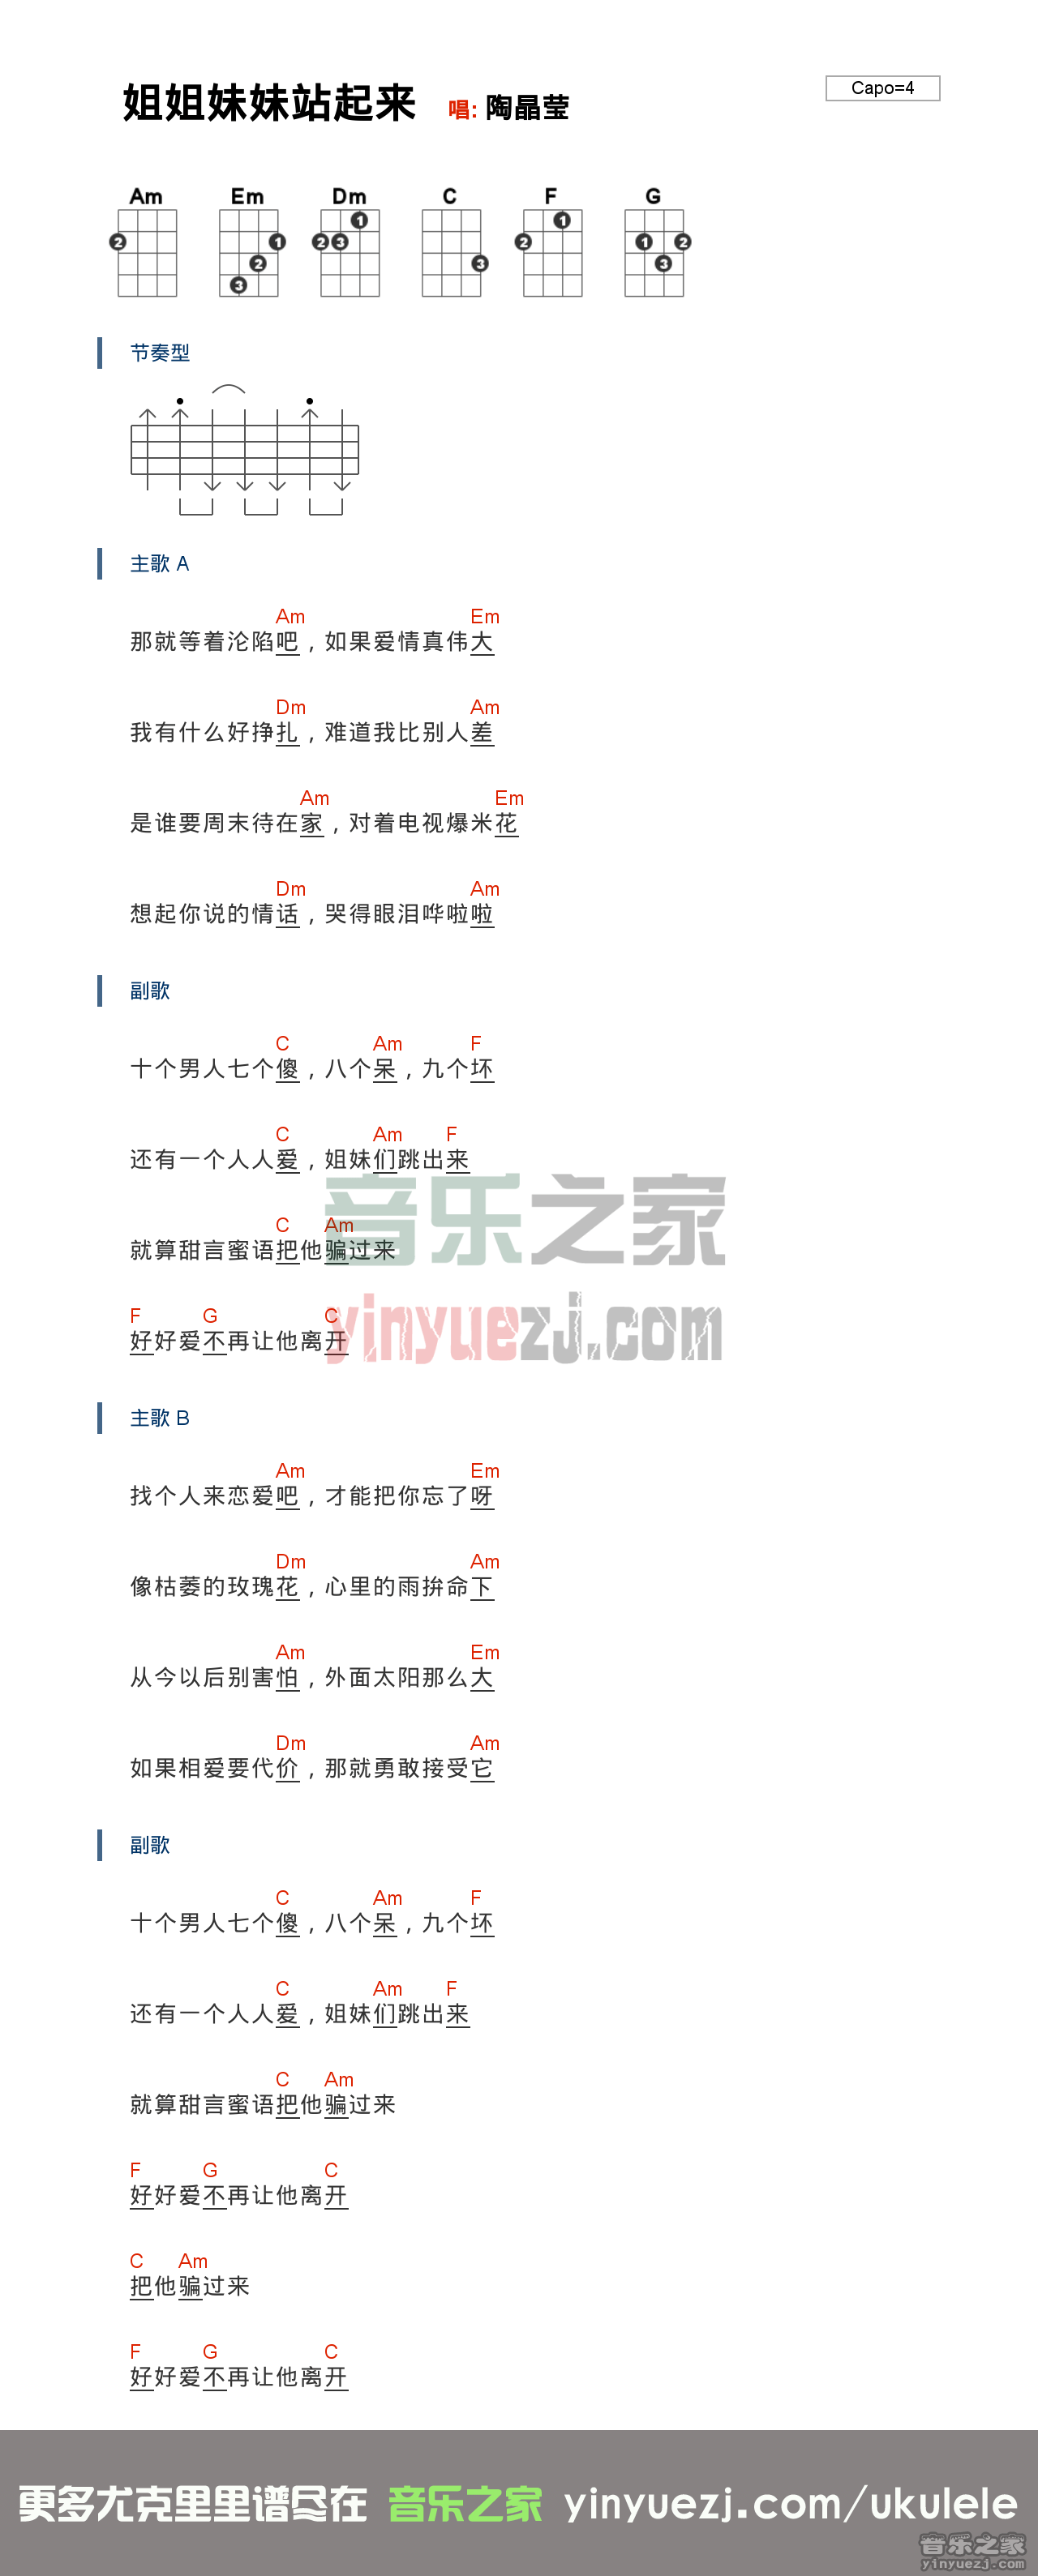 姐姐妹妹站起来 唱: 陶晶莹 Capo=4
Am Em Dm C F G
2 1 2 3 2 3 1 3 2 1 1 2 3
节奏型
主歌 A
Am Em
那就等着沦陷吧，如果爱情真伟大
Dm Am
我有什么好挣扎，难道我比别人差
Am Em
是谁要周末待在家，对着电视爆米花
Dm Am
想起你说的情话，哭得眼泪哗啦啦
副歌
C Am F
十个男人七个傻，八个呆，九个坏
C Am F
还有一个人人爱，姐妹们跳出来
C Am
就算甜言蜜语把他骗过来
F G C
好好爱不再让他离开
音乐之家
yinyuezj.com
主歌 B
Am Em
找个人来恋爱吧，才能把你忘了呀
Dm Am
像枯萎的玫瑰花，心里的雨拚命下
Am Em
从今以后别害怕，外面太阳那么大
Dm Am
如果相爱要代价，那就勇敢接受它
副歌
C Am F
十个男人七个傻，八个呆，九个坏
C Am F
还有一个人人爱，姐妹们跳出来
C Am
就算甜言蜜语把他骗过来
F G C
好好爱不再让他离开
C Am
把他骗过来
F G C
好好爱不再让他离开
更多尤克里里谱尽在 音乐之家 yinyuezj.com/ukulele
音乐之家
yinyuezj.com